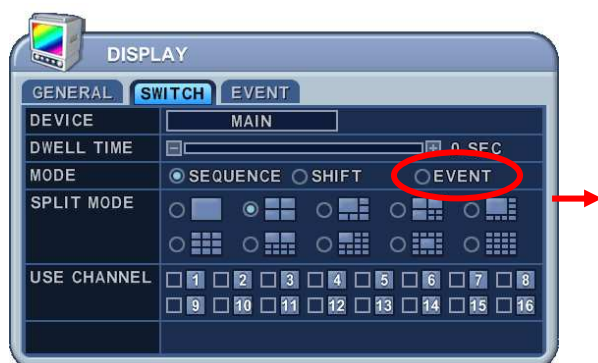 DISPLAY
GENERAL SWITCH EVENT
DEVICE MAIN
DWELL TIME 0 SEC
MODE SEQUENCE SHIFT EVENT
SPLIT MODE
USE CHANNEL 1 2 3 4 5 6 7 8
9 10 11 12 13 14 15 16